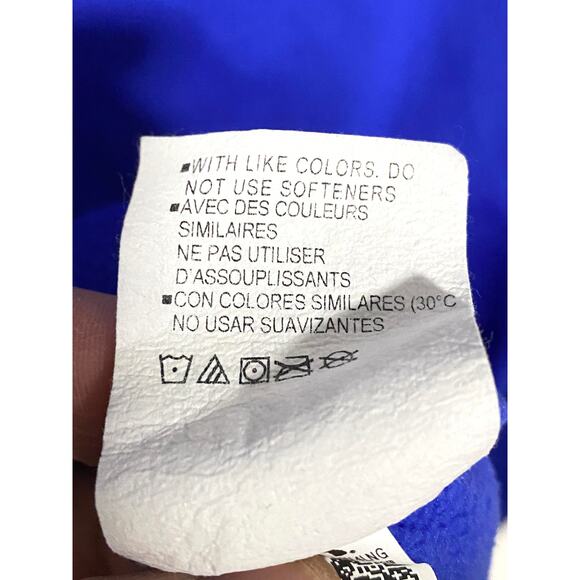 ▪WITH LIKE COLORS. DO
NOT USE SOFTENERS
▪AVEC DES COULEURS
SIMILAIRES
NE PAS UTILISER
D'ASSOUPLISSANTS
▪CON COLORES SIMILARES (30°C
NO USAR SUAVIZANTES